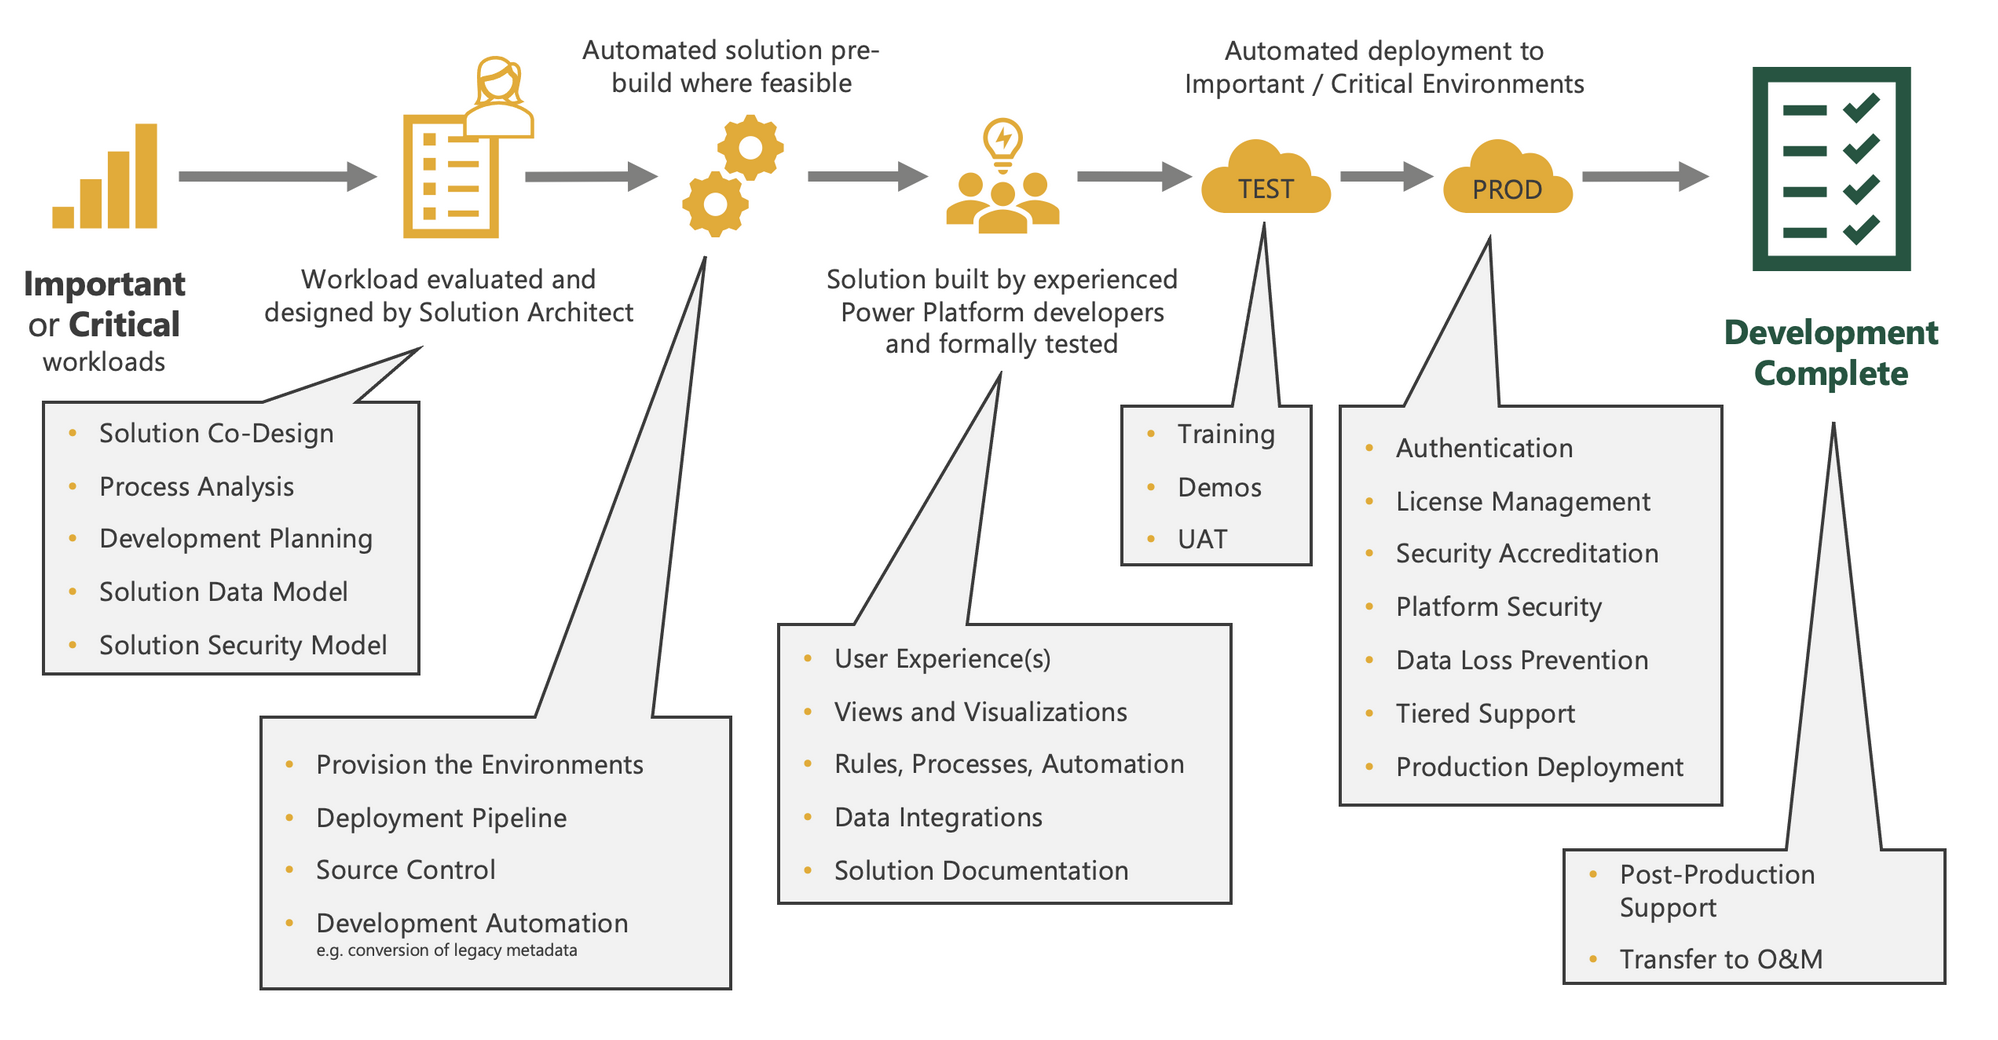 Automated solution pre-
build where feasible
Automated deployment to
Important / Critical Environments
TEST
PROD
Important
or Critical
workloads
Workload evaluated and
designed by Solution Architect
Solution built by experienced
Power Platform developers
and formally tested
Development
Complete
• Solution Co-Design
• Process Analysis
• Development Planning
• Solution Data Model
• Solution Security Model
• Provision the Environments
• Deployment Pipeline
• Source Control
• Development Automation
e.g. conversion of legacy metadata
• User Experience(s)
• Views and Visualizations
• Rules, Processes, Automation
• Data Integrations
• Solution Documentation
• Training
• Demos
• UAT
• Authentication
• License Management
• Security Accreditation
• Platform Security
• Data Loss Prevention
• Tiered Support
• Production Deployment
• Post-Production
Support
• Transfer to O&M